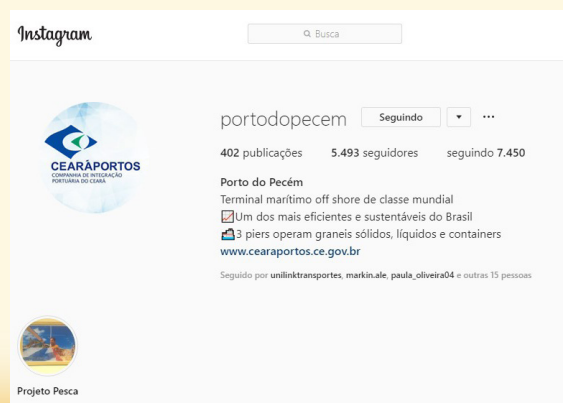 Instagram
Busca
CEARÁPORTOS
COMPANHIA DE INTEGRAÇÃO
PORTUÁRIA DO CEARÁ
portodopecem Seguindo
402 publicações 5.493 seguidores seguindo 7.450
Porto do Pecém
Terminal marítimo off shore de classe mundial
Um dos mais eficientes e sustentáveis do Brasil
3 piers operam graneis sólidos, líquidos e containers
www.cearaportos.ce.gov.br
Seguido por unilinktransportes, markin.ale, paula_oliveira04 e outras 15 pessoas
Projeto Pesca